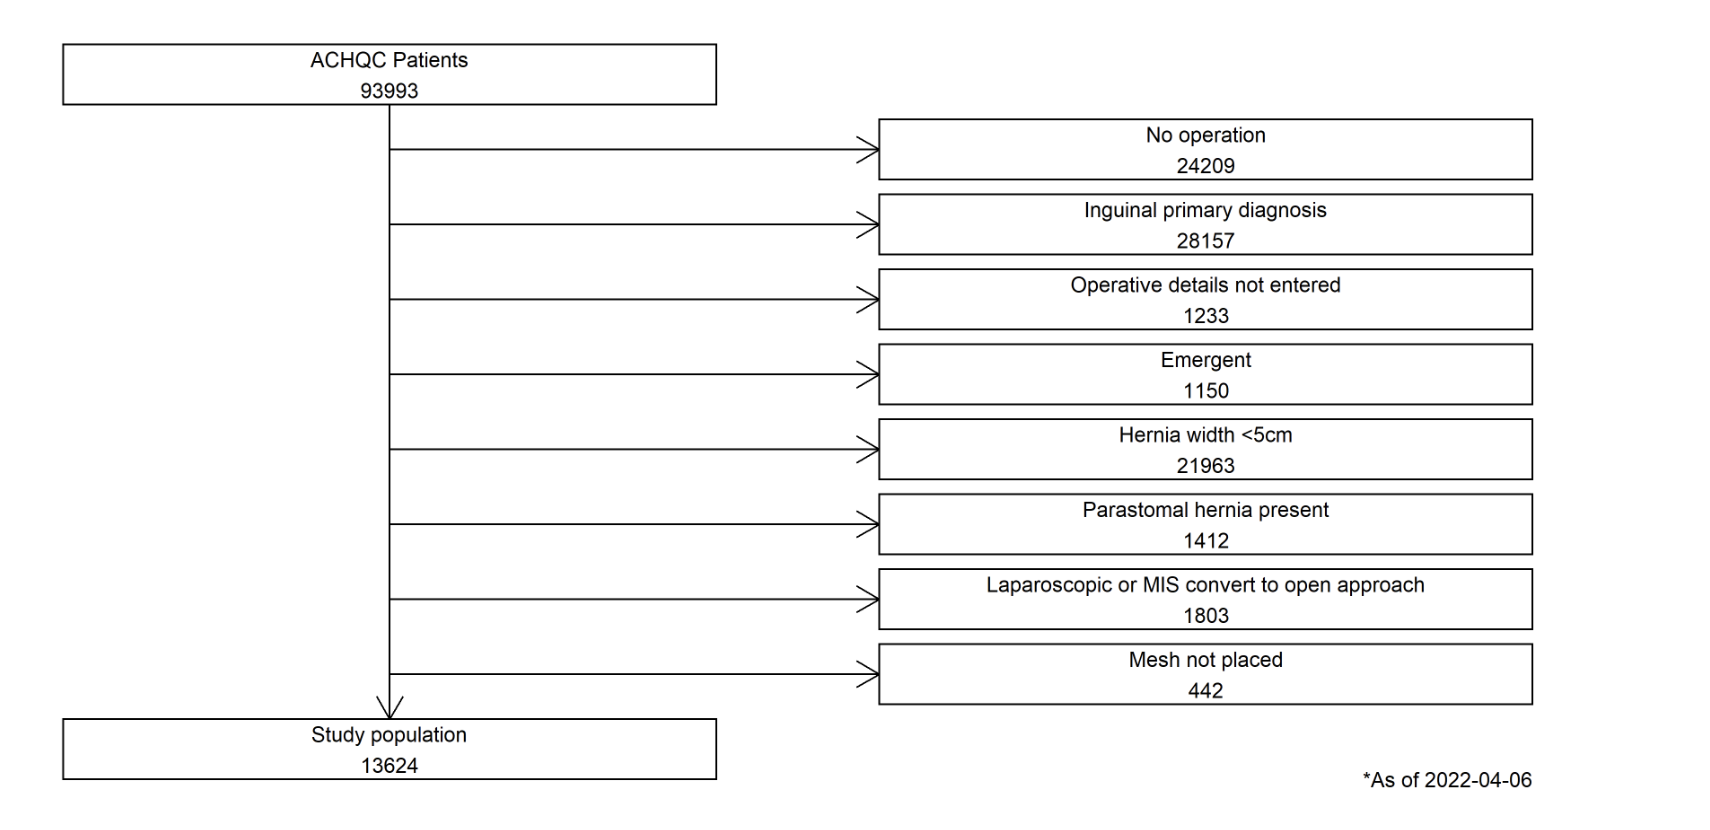 ACHQC Patients
93993
No operation
24209
Inguinal primary diagnosis
28157
Operative details not entered
1233
Emergent
1150
Hernia width <5cm
21963
Parastomal hernia present
1412
Laparoscopic or MIS convert to open approach
1803
Mesh not placed
442
Study population
13624
*As of 2022-04-06